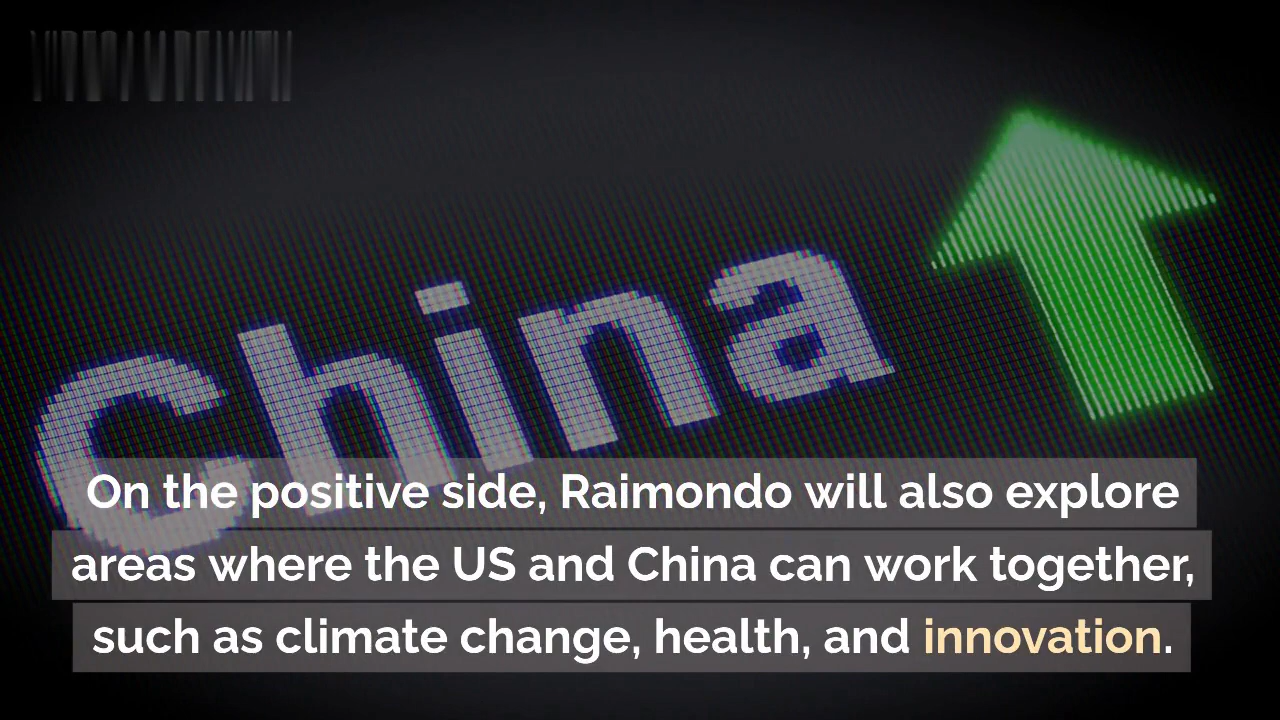 China
On the positive side, Raimondo will also explore
areas where the US and China can work together,
such as climate change, health, and innovation.